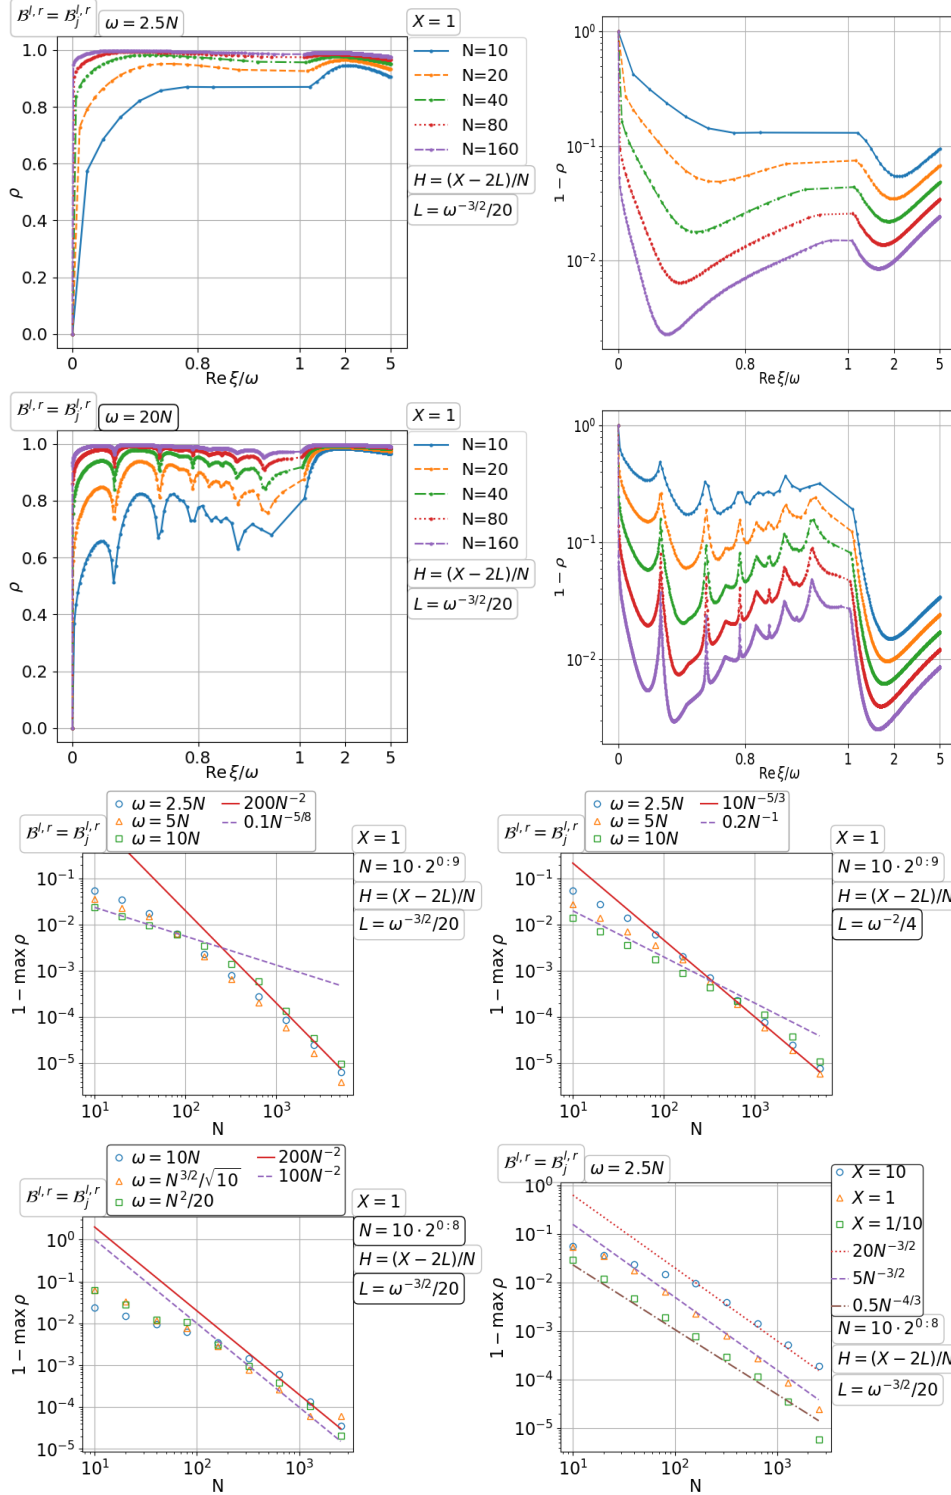 𝓑^{l,r} = 𝓑_j^{l,r}
ω = 2.5N
X = 1
N=10
N=20
N=40
N=80
N=160
H = (X − 2L)/N
L = ω^{−3/2}/20
1.0
0.8
0.6
0.4
0.2
0.0
ρ
0
0.8
1
2
5
Re ξ/ω
10^0
10^{−1}
10^{−2}
1 − ρ
0
0.8
1
2
5
Re ξ/ω
𝓑^{l,r} = 𝓑_j^{l,r}
ω = 20N
X = 1
N=10
N=20
N=40
N=80
N=160
H = (X − 2L)/N
L = ω^{−3/2}/20
1.0
0.8
0.6
0.4
0.2
0.0
ρ
0
0.8
1
2
5
Re ξ/ω
10^0
10^{−1}
10^{−2}
1 − ρ
0
0.8
1
2
5
Re ξ/ω
ω = 2.5N
ω = 5N
ω = 10N
200N^{−2}
0.1N^{−5/8}
𝓑^{l,r} = 𝓑_j^{l,r}
X = 1
N = 10 · 2^{0:9}
H = (X − 2L)/N
L = ω^{−3/2}/20
10^{−1}
10^{−2}
10^{−3}
10^{−4}
10^{−5}
1 − max ρ
10^1
10^2
10^3
N
ω = 2.5N
ω = 5N
ω = 10N
10N^{−5/3}
0.2N^{−1}
𝓑^{l,r} = 𝓑_j^{l,r}
X = 1
N = 10 · 2^{0:9}
H = (X − 2L)/N
L = ω^{−2}/4
10^{−1}
10^{−2}
10^{−3}
10^{−4}
10^{−5}
1 − max ρ
10^1
10^2
10^3
N
ω = 10N
ω = N^{3/2}/√10
ω = N^2/20
200N^{−2}
100N^{−2}
𝓑^{l,r} = 𝓑_j^{l,r}
X = 1
N = 10 · 2^{0:8}
H = (X − 2L)/N
L = ω^{−3/2}/20
10^0
10^{−1}
10^{−2}
10^{−3}
10^{−4}
10^{−5}
1 − max ρ
10^1
10^2
10^3
N
𝓑^{l,r} = 𝓑_j^{l,r}
ω = 2.5N
X = 10
X = 1
X = 1/10
20N^{−3/2}
5N^{−3/2}
0.5N^{−4/3}
N = 10 · 2^{0:8}
H = (X − 2L)/N
L = ω^{−3/2}/20
10^0
10^{−1}
10^{−2}
10^{−3}
10^{−4}
10^{−5}
1 − max ρ
10^1
10^2
10^3
N